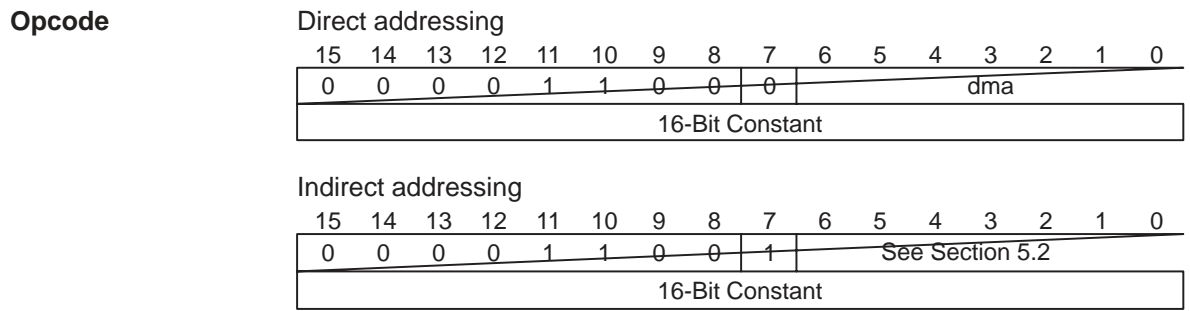 Opcode Direct addressing
15 14 13 12 11 10 9 8 7 6 5 4 3 2 1 0
0 0 0 0 1 1 0 0 0 dma
16-Bit Constant
Indirect addressing
15 14 13 12 11 10 9 8 7 6 5 4 3 2 1 0
0 0 0 0 1 1 0 0 1 See Section 5.2
16-Bit Constant